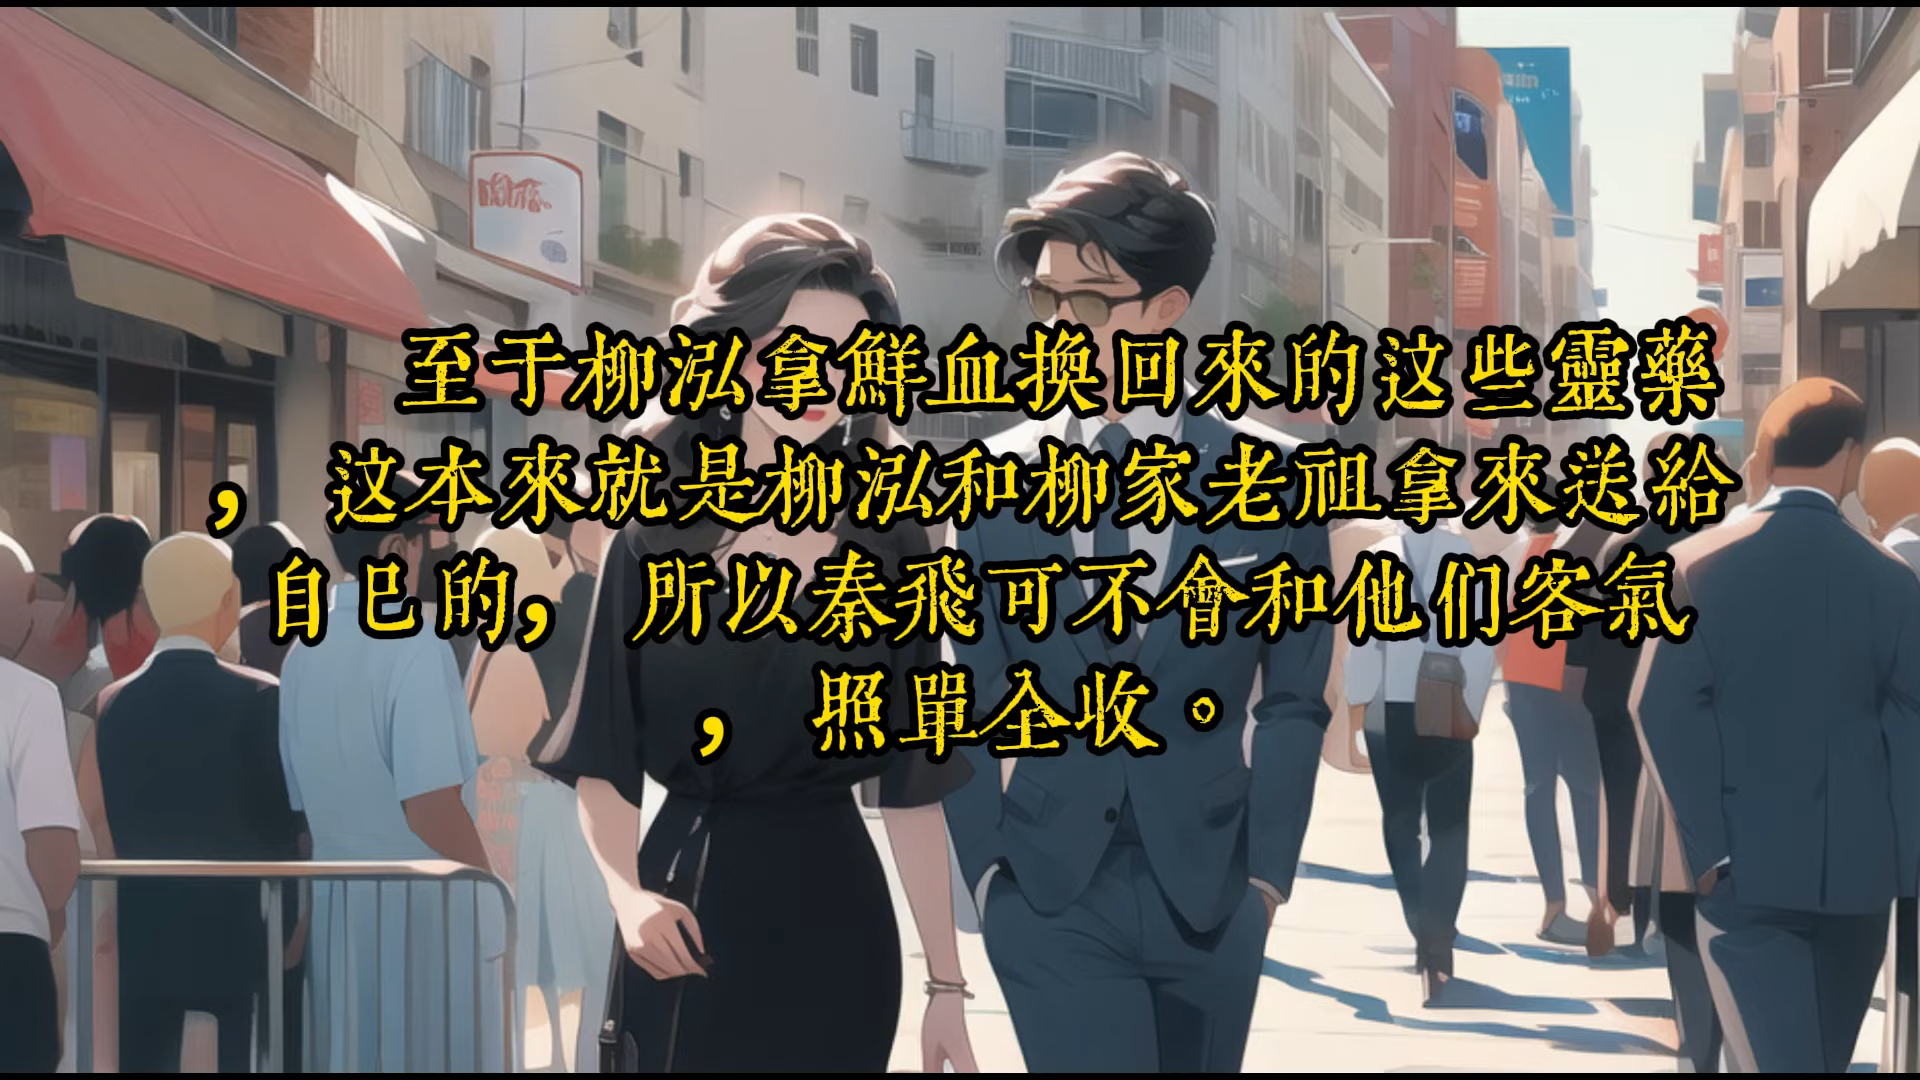 至于柳泓拿鮮血換回來的这些靈藥
， 这本來就是柳泓和柳家老祖拿來送給
自已的， 所以秦飛可不會和他们客氣
， 照單全收。